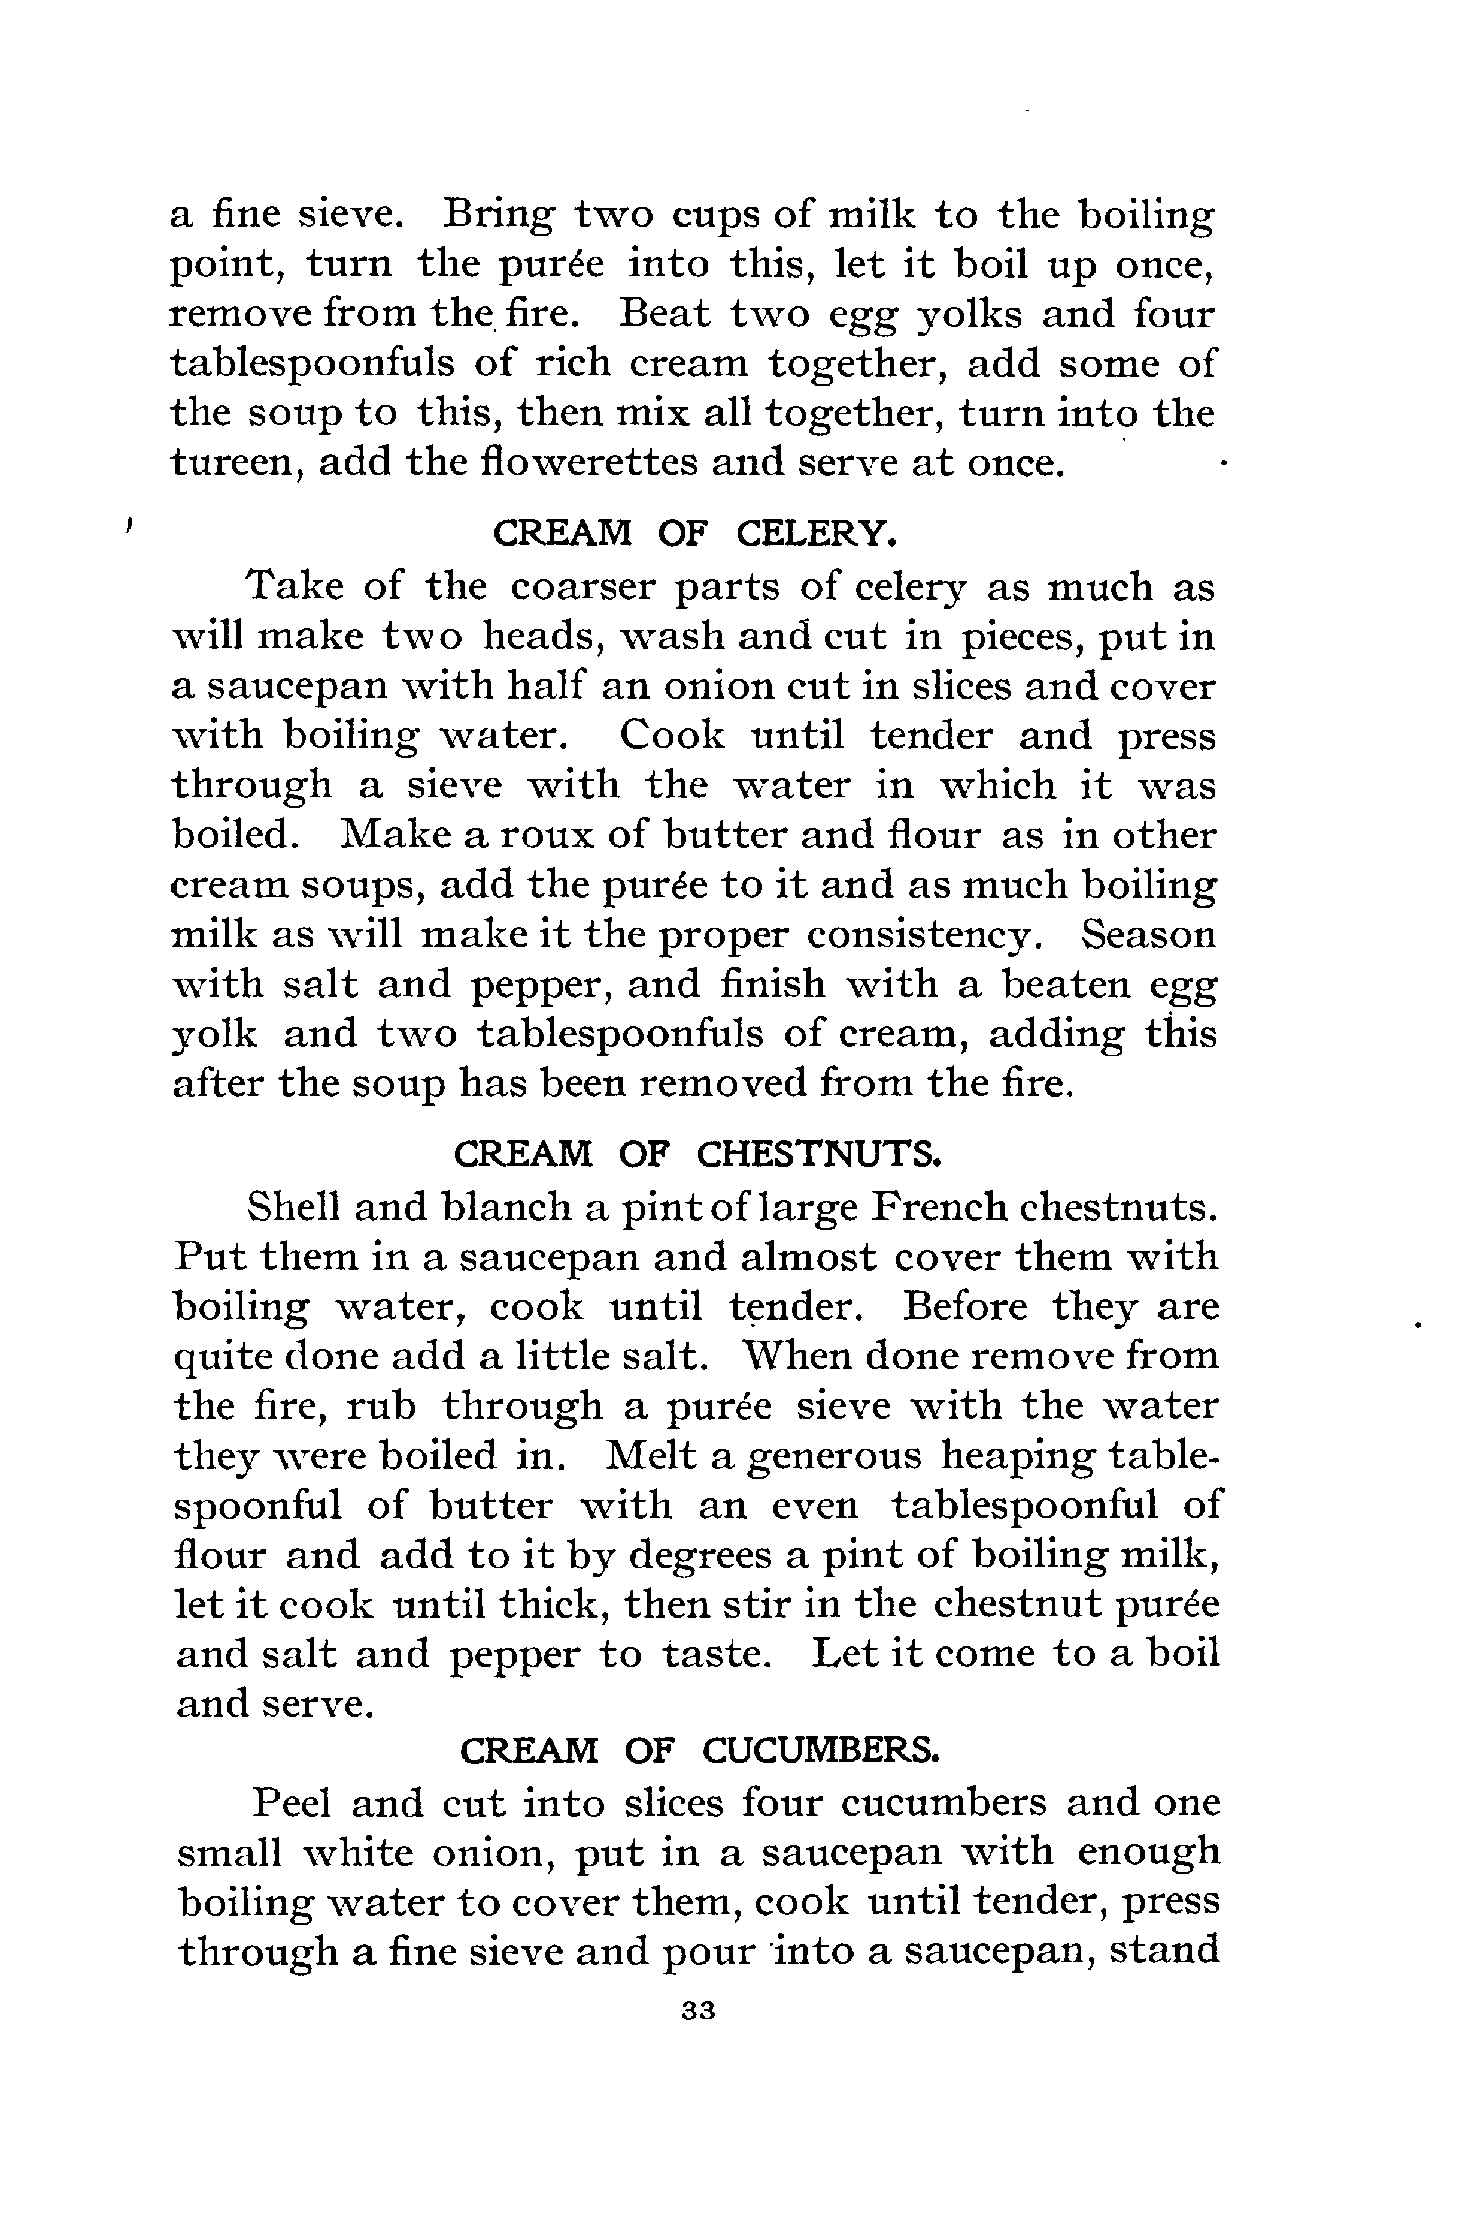 a fine sieve. Bring two cups of milk to the boiling
point, turn the purée into this, let it boil up once,
remove from the fire. Beat two egg yolks and four
tablespoonfuls of rich cream together, add some of
the soup to this, then mix all together, turn into the
tureen, add the flowerettes and serve at once.
CREAM OF CELERY.
Take of the coarser parts of celery as much as
will make two heads, wash and cut in pieces, put in
a saucepan with half an onion cut in slices and cover
with boiling water. Cook until tender and press
through a sieve with the water in which it was
boiled. Make a roux of butter and flour as in other
cream soups, add the purée to it and as much boiling
milk as will make it the proper consistency. Season
with salt and pepper, and finish with a beaten egg
yolk and two tablespoonfuls of cream, adding this
after the soup has been removed from the fire.
CREAM OF CHESTNUTS.
Shell and blanch a pint of large French chestnuts.
Put them in a saucepan and almost cover them with
boiling water, cook until tender. Before they are
quite done add a little salt. When done remove from
the fire, rub through a purée sieve with the water
they were boiled in. Melt a generous heaping table-
spoonful of butter with an even tablespoonful of
flour and add to it by degrees a pint of boiling milk,
let it cook until thick, then stir in the chestnut purée
and salt and pepper to taste. Let it come to a boil
and serve.
CREAM OF CUCUMBERS.
Peel and cut into slices four cucumbers and one
small white onion, put in a saucepan with enough
boiling water to cover them, cook until tender, press
through a fine sieve and pour into a saucepan, stand
33